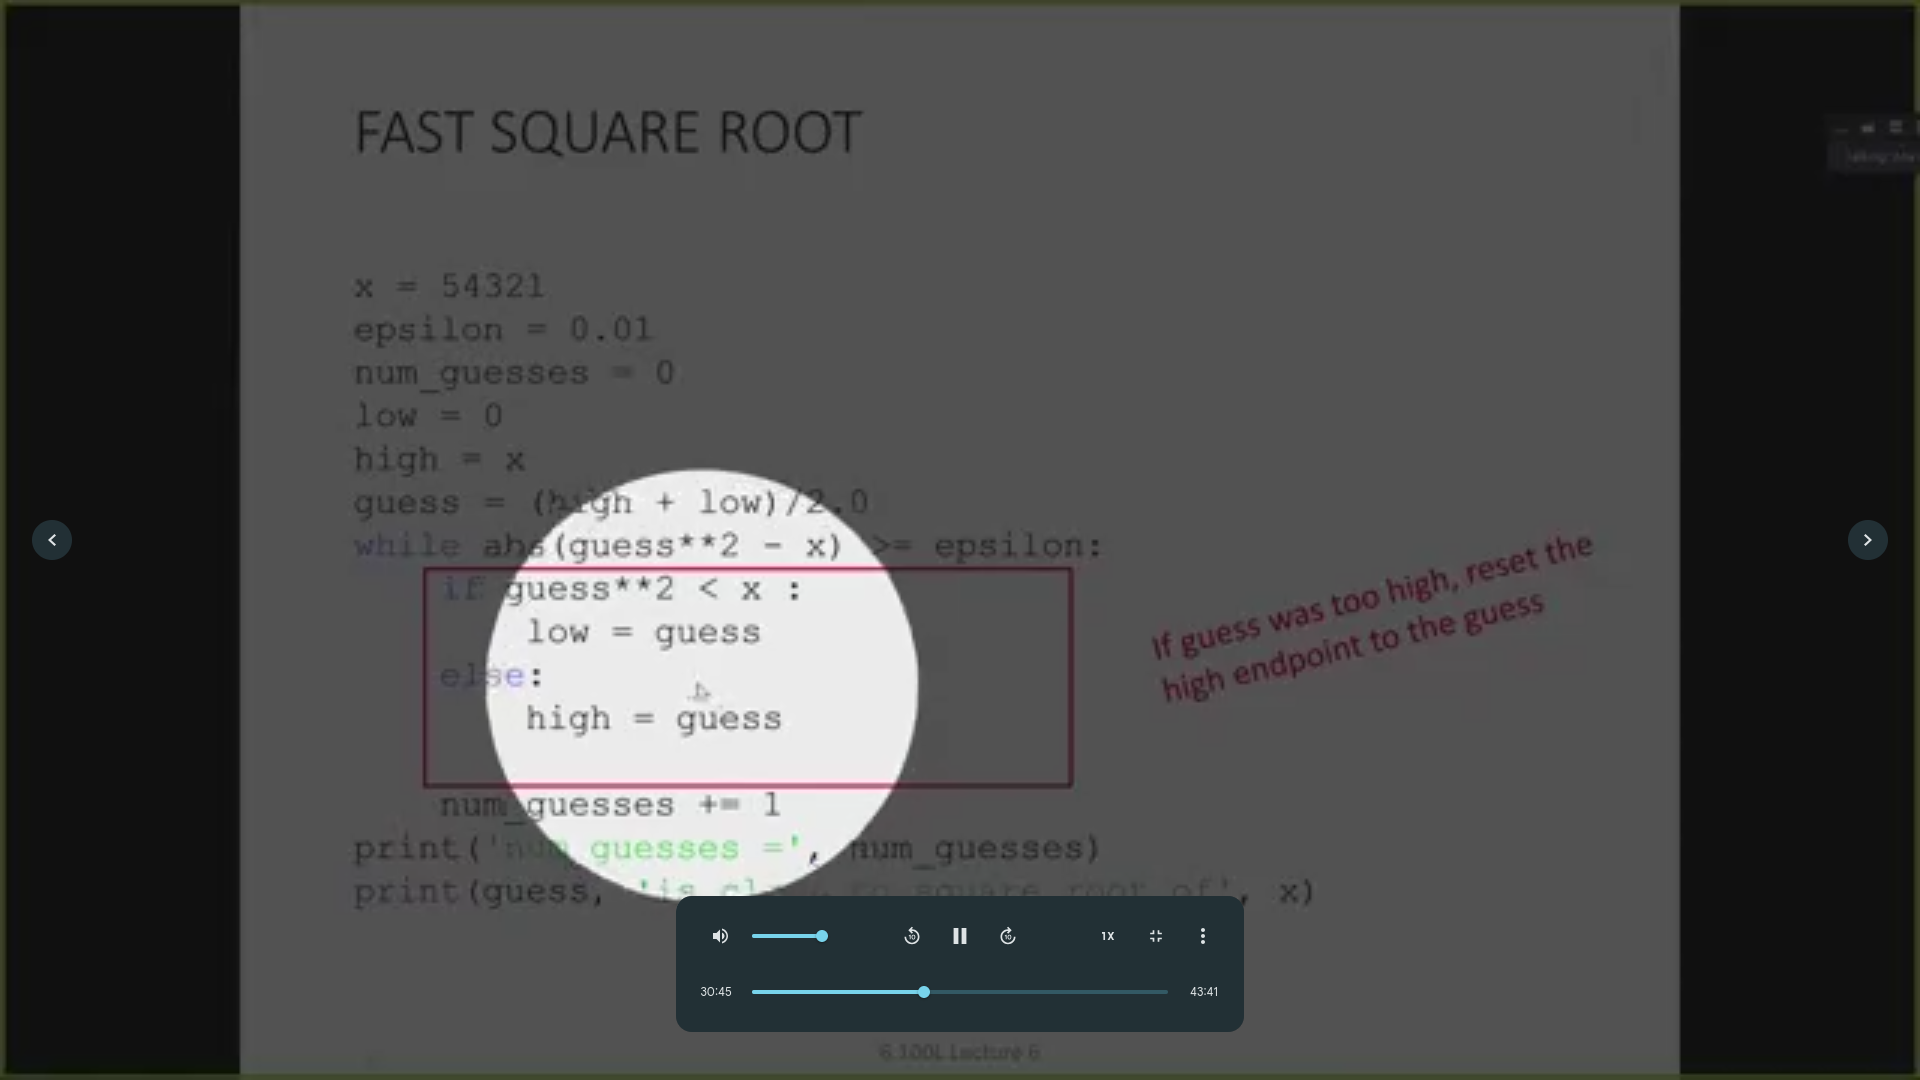 FAST SQUARE ROOT
x = 54321
epsilon = 0.01
num_guesses = 0
low = 0
high = x
guess = (high + low)/2.0
while abs(guess**2 - x) >= epsilon:
if guess**2 < x :
low = guess
else:
high = guess
num_guesses += 1
print('num_guesses =', num_guesses)
print(guess, 'is close to square root of', x)
If guess was too high, reset the
high endpoint to the guess
10
10
1X
30:45
43:41
6.100L Lecture 6